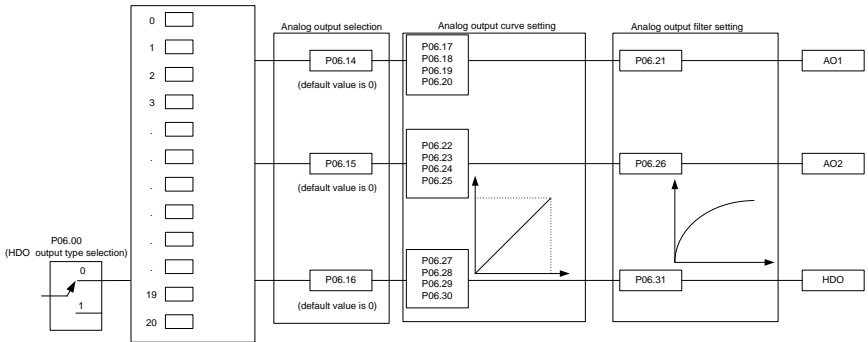 Analog output selection
Analog output curve setting
Analog output filter setting
0
1
2
3
.
.
.
.
.
.
19
20
P06.14
(default value is 0)
P06.17
P06.18
P06.19
P06.20
P06.21
AO1
P06.15
(default value is 0)
P06.22
P06.23
P06.24
P06.25
P06.26
AO2
P06.00
(HDO output type selection)
0
1
P06.16
(default value is 0)
P06.27
P06.28
P06.29
P06.30
P06.31
HDO